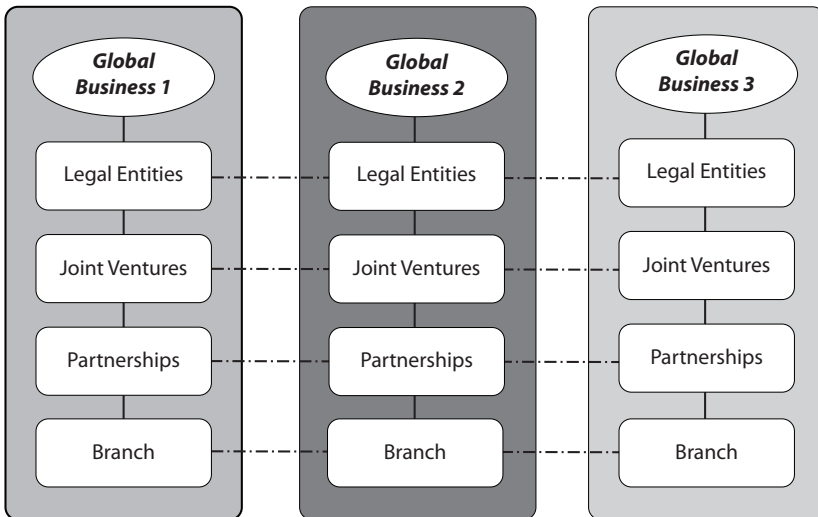 Global
Business 1
Legal Entities
Joint Ventures
Partnerships
Branch
Global
Business 2
Legal Entities
Joint Ventures
Partnerships
Branch
Global
Business 3
Legal Entities
Joint Ventures
Partnerships
Branch